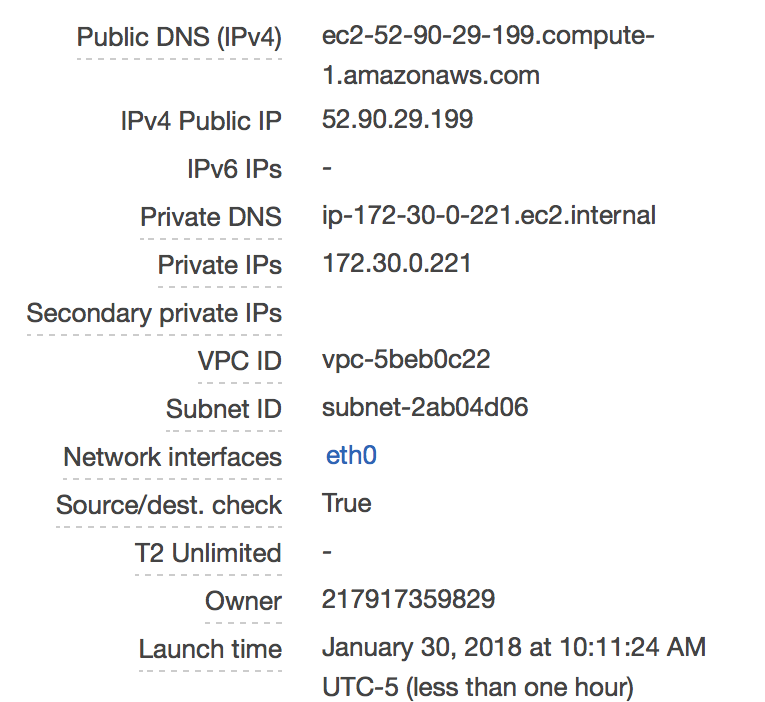 Public DNS (IPv4) ec2-52-90-29-199.compute-
1.amazonaws.com
IPv4 Public IP 52.90.29.199
IPv6 IPs -
Private DNS ip-172-30-0-221.ec2.internal
Private IPs 172.30.0.221
Secondary private IPs
VPC ID vpc-5beb0c22
Subnet ID subnet-2ab04d06
Network interfaces eth0
Source/dest. check True
T2 Unlimited -
Owner 217917359829
Launch time January 30, 2018 at 10:11:24 AM
UTC-5 (less than one hour)